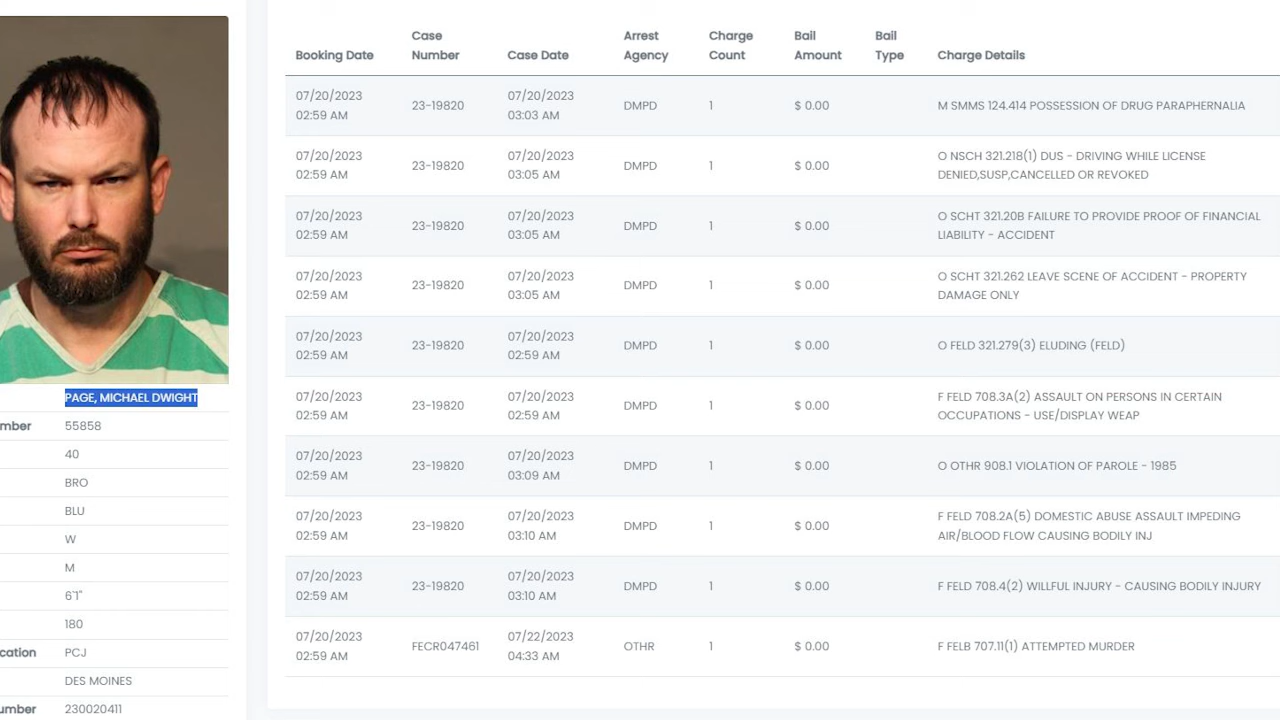 PAGE, MICHAEL DWIGHT
mber 55858
40
BRO
BLU
W
M
6'1"
180
cation PCJ
DES MOINES
umber 230020411
Booking Date Case Number Case Date Arrest Agency Charge Count Bail Amount Bail Type Charge Details
07/20/2023 02:59 AM 23-19820 07/20/2023 03:03 AM DMPD 1 $ 0.00 M SMMS 124.414 POSSESSION OF DRUG PARAPHERNALIA
07/20/2023 02:59 AM 23-19820 07/20/2023 03:05 AM DMPD 1 $ 0.00 O NSCH 321.218(1) DUS - DRIVING WHILE LICENSE DENIED,SUSP,CANCELLED OR REVOKED
07/20/2023 02:59 AM 23-19820 07/20/2023 03:05 AM DMPD 1 $ 0.00 O SCHT 321.20B FAILURE TO PROVIDE PROOF OF FINANCIAL LIABILITY - ACCIDENT
07/20/2023 02:59 AM 23-19820 07/20/2023 03:05 AM DMPD 1 $ 0.00 O SCHT 321.262 LEAVE SCENE OF ACCIDENT - PROPERTY DAMAGE ONLY
07/20/2023 02:59 AM 23-19820 07/20/2023 02:59 AM DMPD 1 $ 0.00 O FELD 321.279(3) ELUDING (FELD)
07/20/2023 02:59 AM 23-19820 07/20/2023 02:59 AM DMPD 1 $ 0.00 F FELD 708.3A(2) ASSAULT ON PERSONS IN CERTAIN OCCUPATIONS - USE/DISPLAY WEAP
07/20/2023 02:59 AM 23-19820 07/20/2023 03:09 AM DMPD 1 $ 0.00 O OTHR 908.1 VIOLATION OF PAROLE - 1985
07/20/2023 02:59 AM 23-19820 07/20/2023 03:10 AM DMPD 1 $ 0.00 F FELD 708.2A(5) DOMESTIC ABUSE ASSAULT IMPEDING AIR/BLOOD FLOW CAUSING BODILY INJ
07/20/2023 02:59 AM 23-19820 07/20/2023 03:10 AM DMPD 1 $ 0.00 F FELD 708.4(2) WILLFUL INJURY - CAUSING BODILY INJURY
07/20/2023 02:59 AM FECR047461 07/22/2023 04:33 AM OTHR 1 $ 0.00 F FELB 707.11(1) ATTEMPTED MURDER